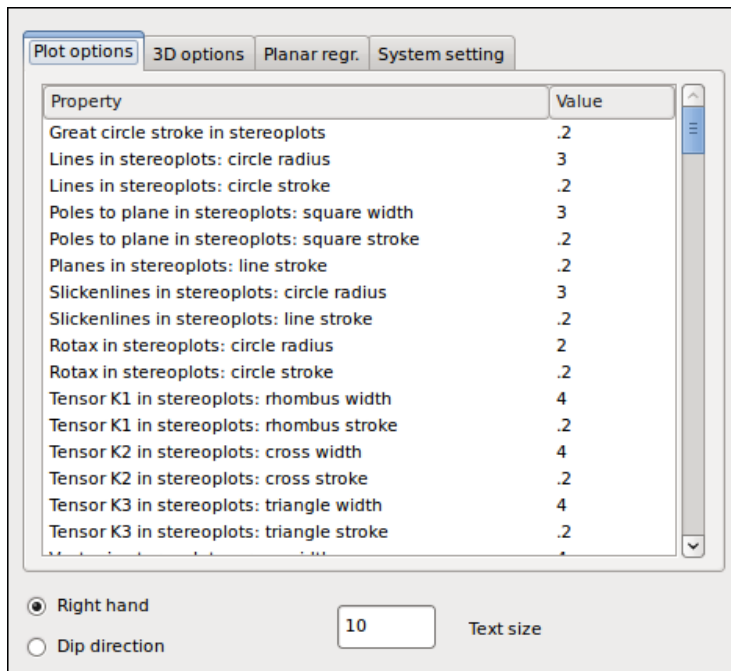 Plot options 3D options Planar regr. System setting
Property Value
Great circle stroke in stereoplots .2
Lines in stereoplots: circle radius 3
Lines in stereoplots: circle stroke .2
Poles to plane in stereoplots: square width 3
Poles to plane in stereoplots: square stroke .2
Planes in stereoplots: line stroke .2
Slickenlines in stereoplots: circle radius 3
Slickenlines in stereoplots: line stroke .2
Rotax in stereoplots: circle radius 2
Rotax in stereoplots: circle stroke .2
Tensor K1 in stereoplots: rhombus width 4
Tensor K1 in stereoplots: rhombus stroke .2
Tensor K2 in stereoplots: cross width 4
Tensor K2 in stereoplots: cross stroke .2
Tensor K3 in stereoplots: triangle width 4
Tensor K3 in stereoplots: triangle stroke .2
Right hand
10 Text size
Dip direction